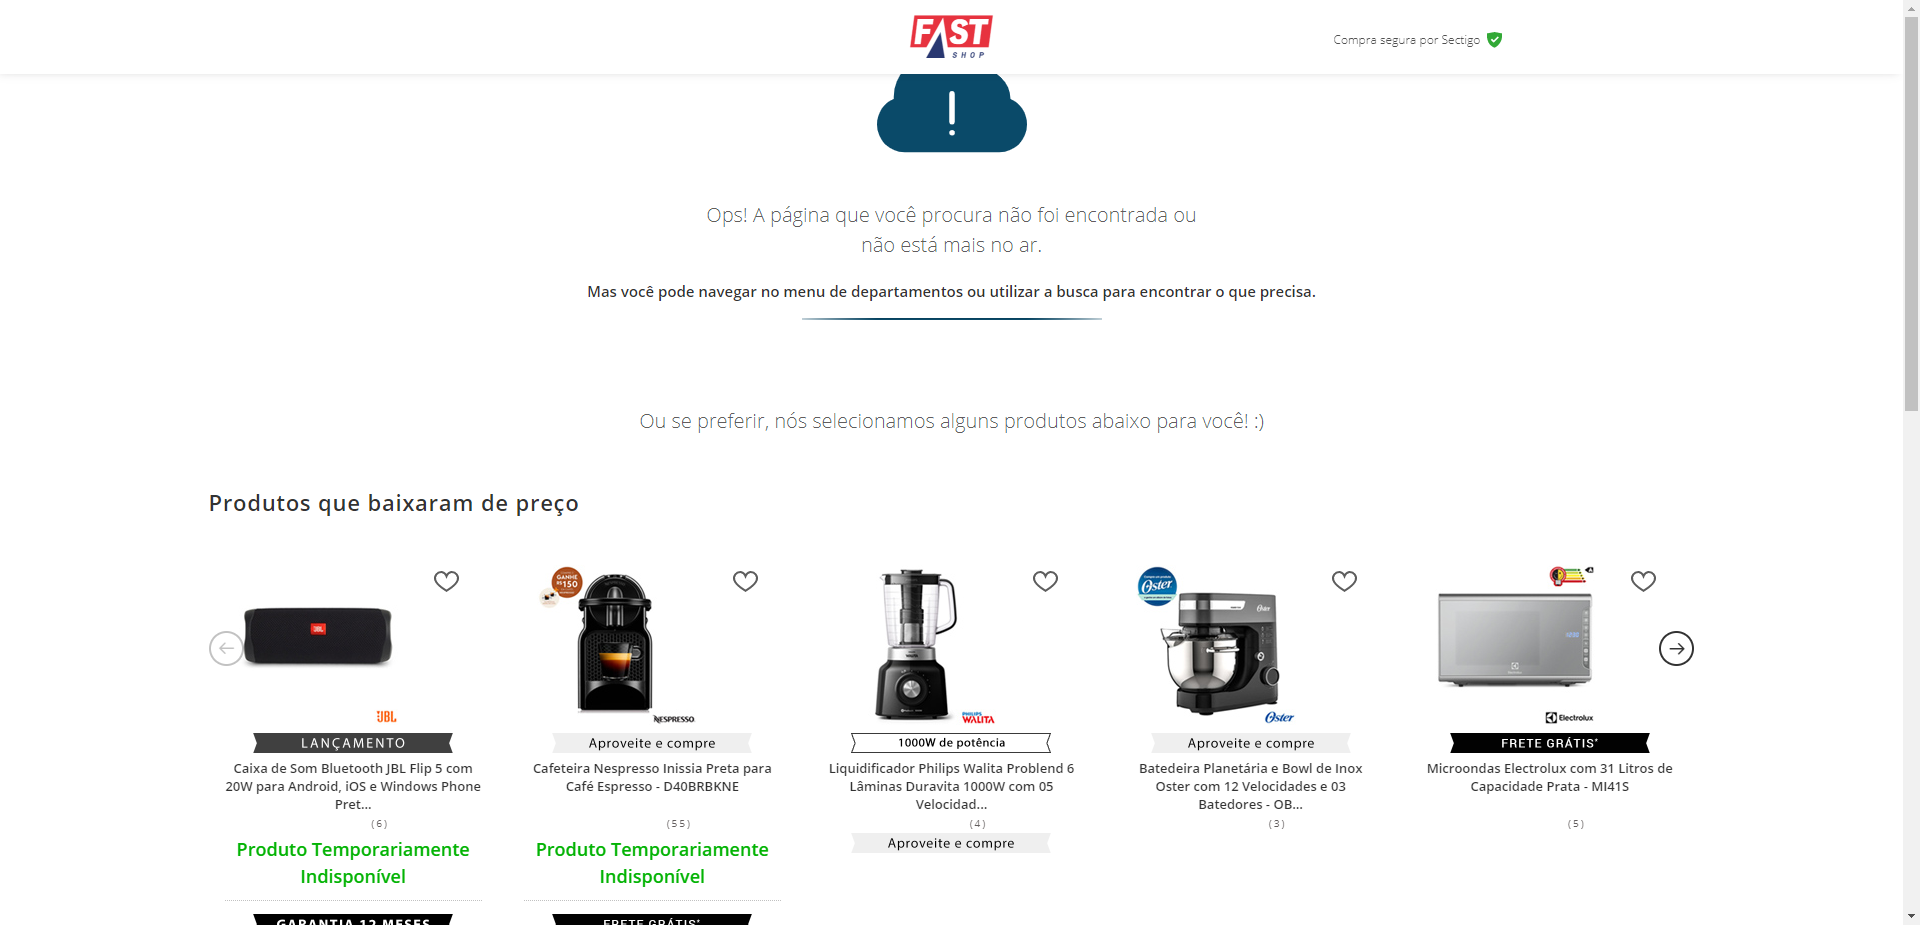 FAST
SHOP
Compra segura por Sectigo
!
Ops! A página que você procura não foi encontrada ou
não está mais no ar.
Mas você pode navegar no menu de departamentos ou utilizar a busca para encontrar o que precisa.
Ou se preferir, nós selecionamos alguns produtos abaixo para você! :)
Produtos que baixaram de preço
JBL
JBL
LANÇAMENTO
Caixa de Som Bluetooth JBL Flip 5 com
20W para Android, iOS e Windows Phone
Pret...
(6)
Produto Temporariamente
Indisponível
GARANTIA 12 MESES
GANHE
R$150
NESPRESSO
Aproveite e compre
Cafeteira Nespresso Inissia Preta para
Café Espresso - D40BRBKNE
(55)
Produto Temporariamente
Indisponível
FRETE GRÁTIS*
PHILIPS
WALITA
1000W de potência
Liquidificador Philips Walita Problend 6
Lâminas Duravita 1000W com 05
Velocidad...
(4)
Aproveite e compre
Oster
Oster
Oster
Aproveite e compre
Batedeira Planetária e Bowl de Inox
Oster com 12 Velocidades e 03
Batedores - OB...
(3)
A
Electrolux
FRETE GRÁTIS*
Microondas Electrolux com 31 Litros de
Capacidade Prata - MI41S
(5)